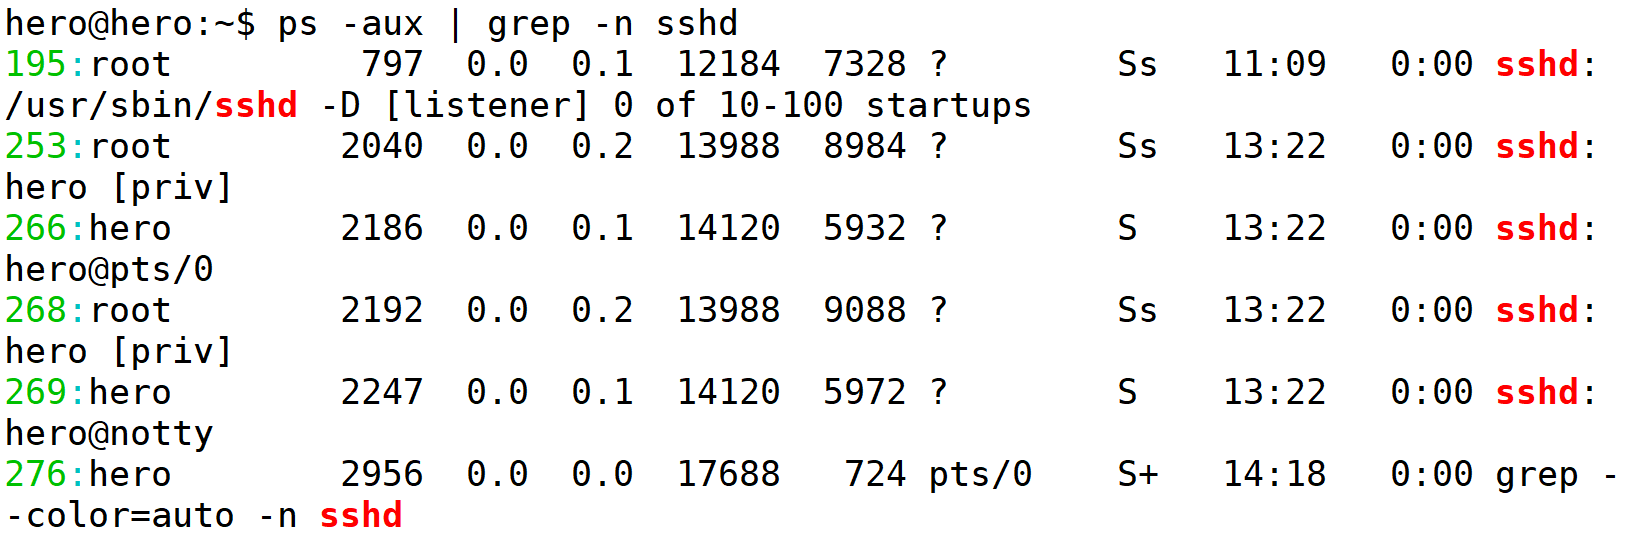 hero@hero:~$ ps -aux | grep -n sshd
195:root         797  0.0  0.1  12184  7328 ?        Ss   11:09   0:00 sshd:
/usr/sbin/sshd -D [listener] 0 of 10-100 startups
253:root        2040  0.0  0.2  13988  8984 ?        Ss   13:22   0:00 sshd:
hero [priv]
266:hero        2186  0.0  0.1  14120  5932 ?        S    13:22   0:00 sshd:
hero@pts/0
268:root        2192  0.0  0.2  13988  9088 ?        Ss   13:22   0:00 sshd:
hero [priv]
269:hero        2247  0.0  0.1  14120  5972 ?        S    13:22   0:00 sshd:
hero@notty
276:hero        2956  0.0  0.0  17688   724 pts/0    S+   14:18   0:00 grep -
-color=auto -n sshd